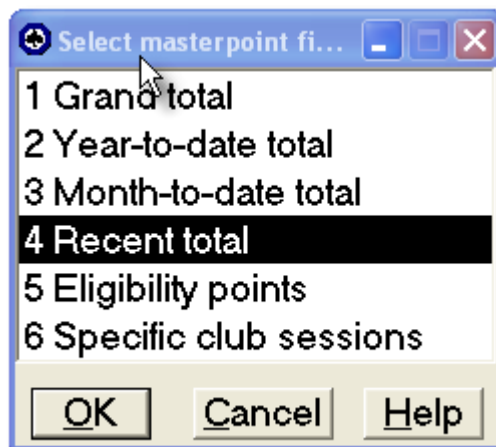 Select masterpoint fi...
1 Grand total
2 Year-to-date total
3 Month-to-date total
4 Recent total
5 Eligibility points
6 Specific club sessions
OK Cancel Help